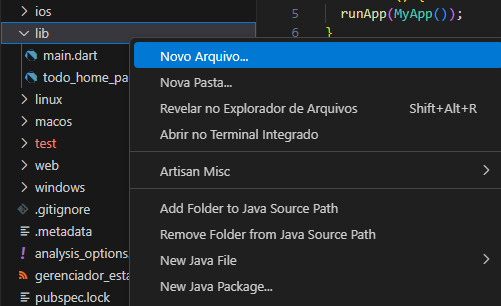 ios
lib
main.dart
todo_home_pa
linux
macos
test
web
windows
.gitignore
.metadata
analysis_options.
gerenciador_esta
pubspec.lock
5 runApp(MyApp());
6 }
Novo Arquivo...
Nova Pasta...
Revelar no Explorador de Arquivos Shift+Alt+R
Abrir no Terminal Integrado
Artisan Misc
Add Folder to Java Source Path
Remove Folder from Java Source Path
New Java File
New Java Package...